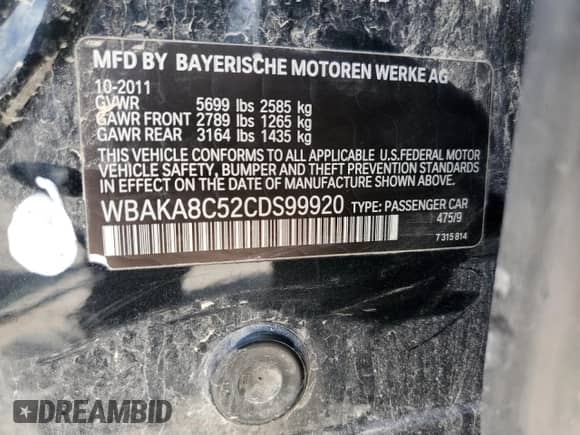 MFD BY BAYERISCHE MOTOREN WERKE AG
10-2011
GVWR 5699 lbs 2585 kg
GAWR FRONT 2789 lbs 1265 kg
GAWR REAR 3164 lbs 1435 kg
THIS VEHICLE CONFORMS TO ALL APPLICABLE U.S.FEDERAL MOTOR
VEHICLE SAFETY, BUMPER, AND THEFT PREVENTION STANDARDS
IN EFFECT ON THE DATE OF MANUFACTURE SHOWN ABOVE.
WBAKA8C52CDS99920 TYPE: PASSENGER CAR
475/9
7 315 814
DREAMBID